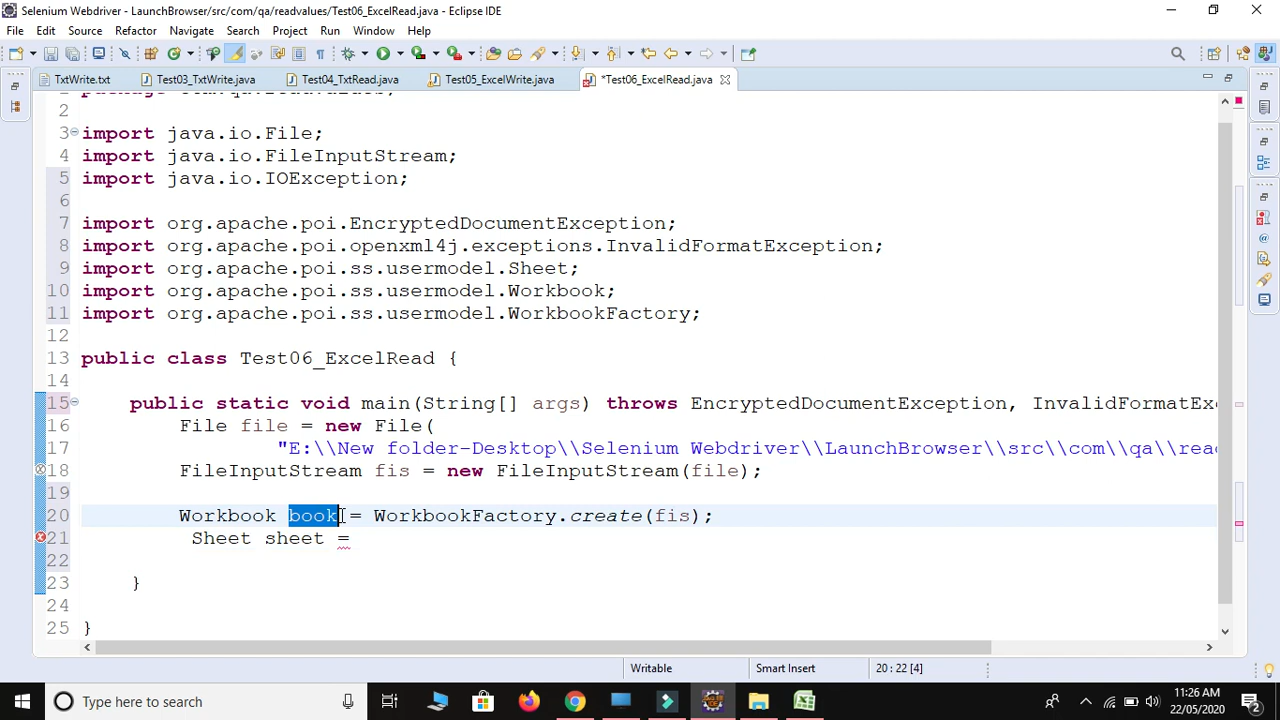 Selenium Webdriver - LaunchBrowser/src/com/qa/readvalues/Test06_ExcelRead.java - Eclipse IDE
File Edit Source Refactor Navigate Search Project Run Window Help
TxtWrite.txt Test03_TxtWrite.java Test04_TxtRead.java Test05_ExcelWrite.java *Test06_ExcelRead.java
2
3 import java.io.File;
4 import java.io.FileInputStream;
5 import java.io.IOException;
6
7 import org.apache.poi.EncryptedDocumentException;
8 import org.apache.poi.openxml4j.exceptions.InvalidFormatException;
9 import org.apache.poi.ss.usermodel.Sheet;
10 import org.apache.poi.ss.usermodel.Workbook;
11 import org.apache.poi.ss.usermodel.WorkbookFactory;
12
13 public class Test06_ExcelRead {
14
15 public static void main(String[] args) throws EncryptedDocumentException, InvalidFormatEx
16 File file = new File(
17 "E:\\New folder-Desktop\\Selenium Webdriver\\LaunchBrowser\\src\\com\\qa\\rea
18 FileInputStream fis = new FileInputStream(file);
19
20 Workbook book = WorkbookFactory.create(fis);
21 Sheet sheet =
22
23 }
24
25 }
Writable Smart Insert 20 : 22 [4]
Type here to search
11:26 AM
22/05/2020
2